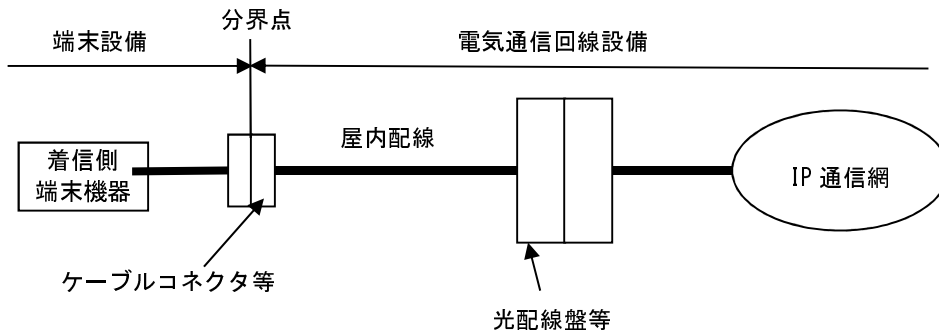 分界点
端末設備
電気通信回線設備
屋内配線
着信側
端末機器
IP 通信網
ケーブルコネクタ等
光配線盤等